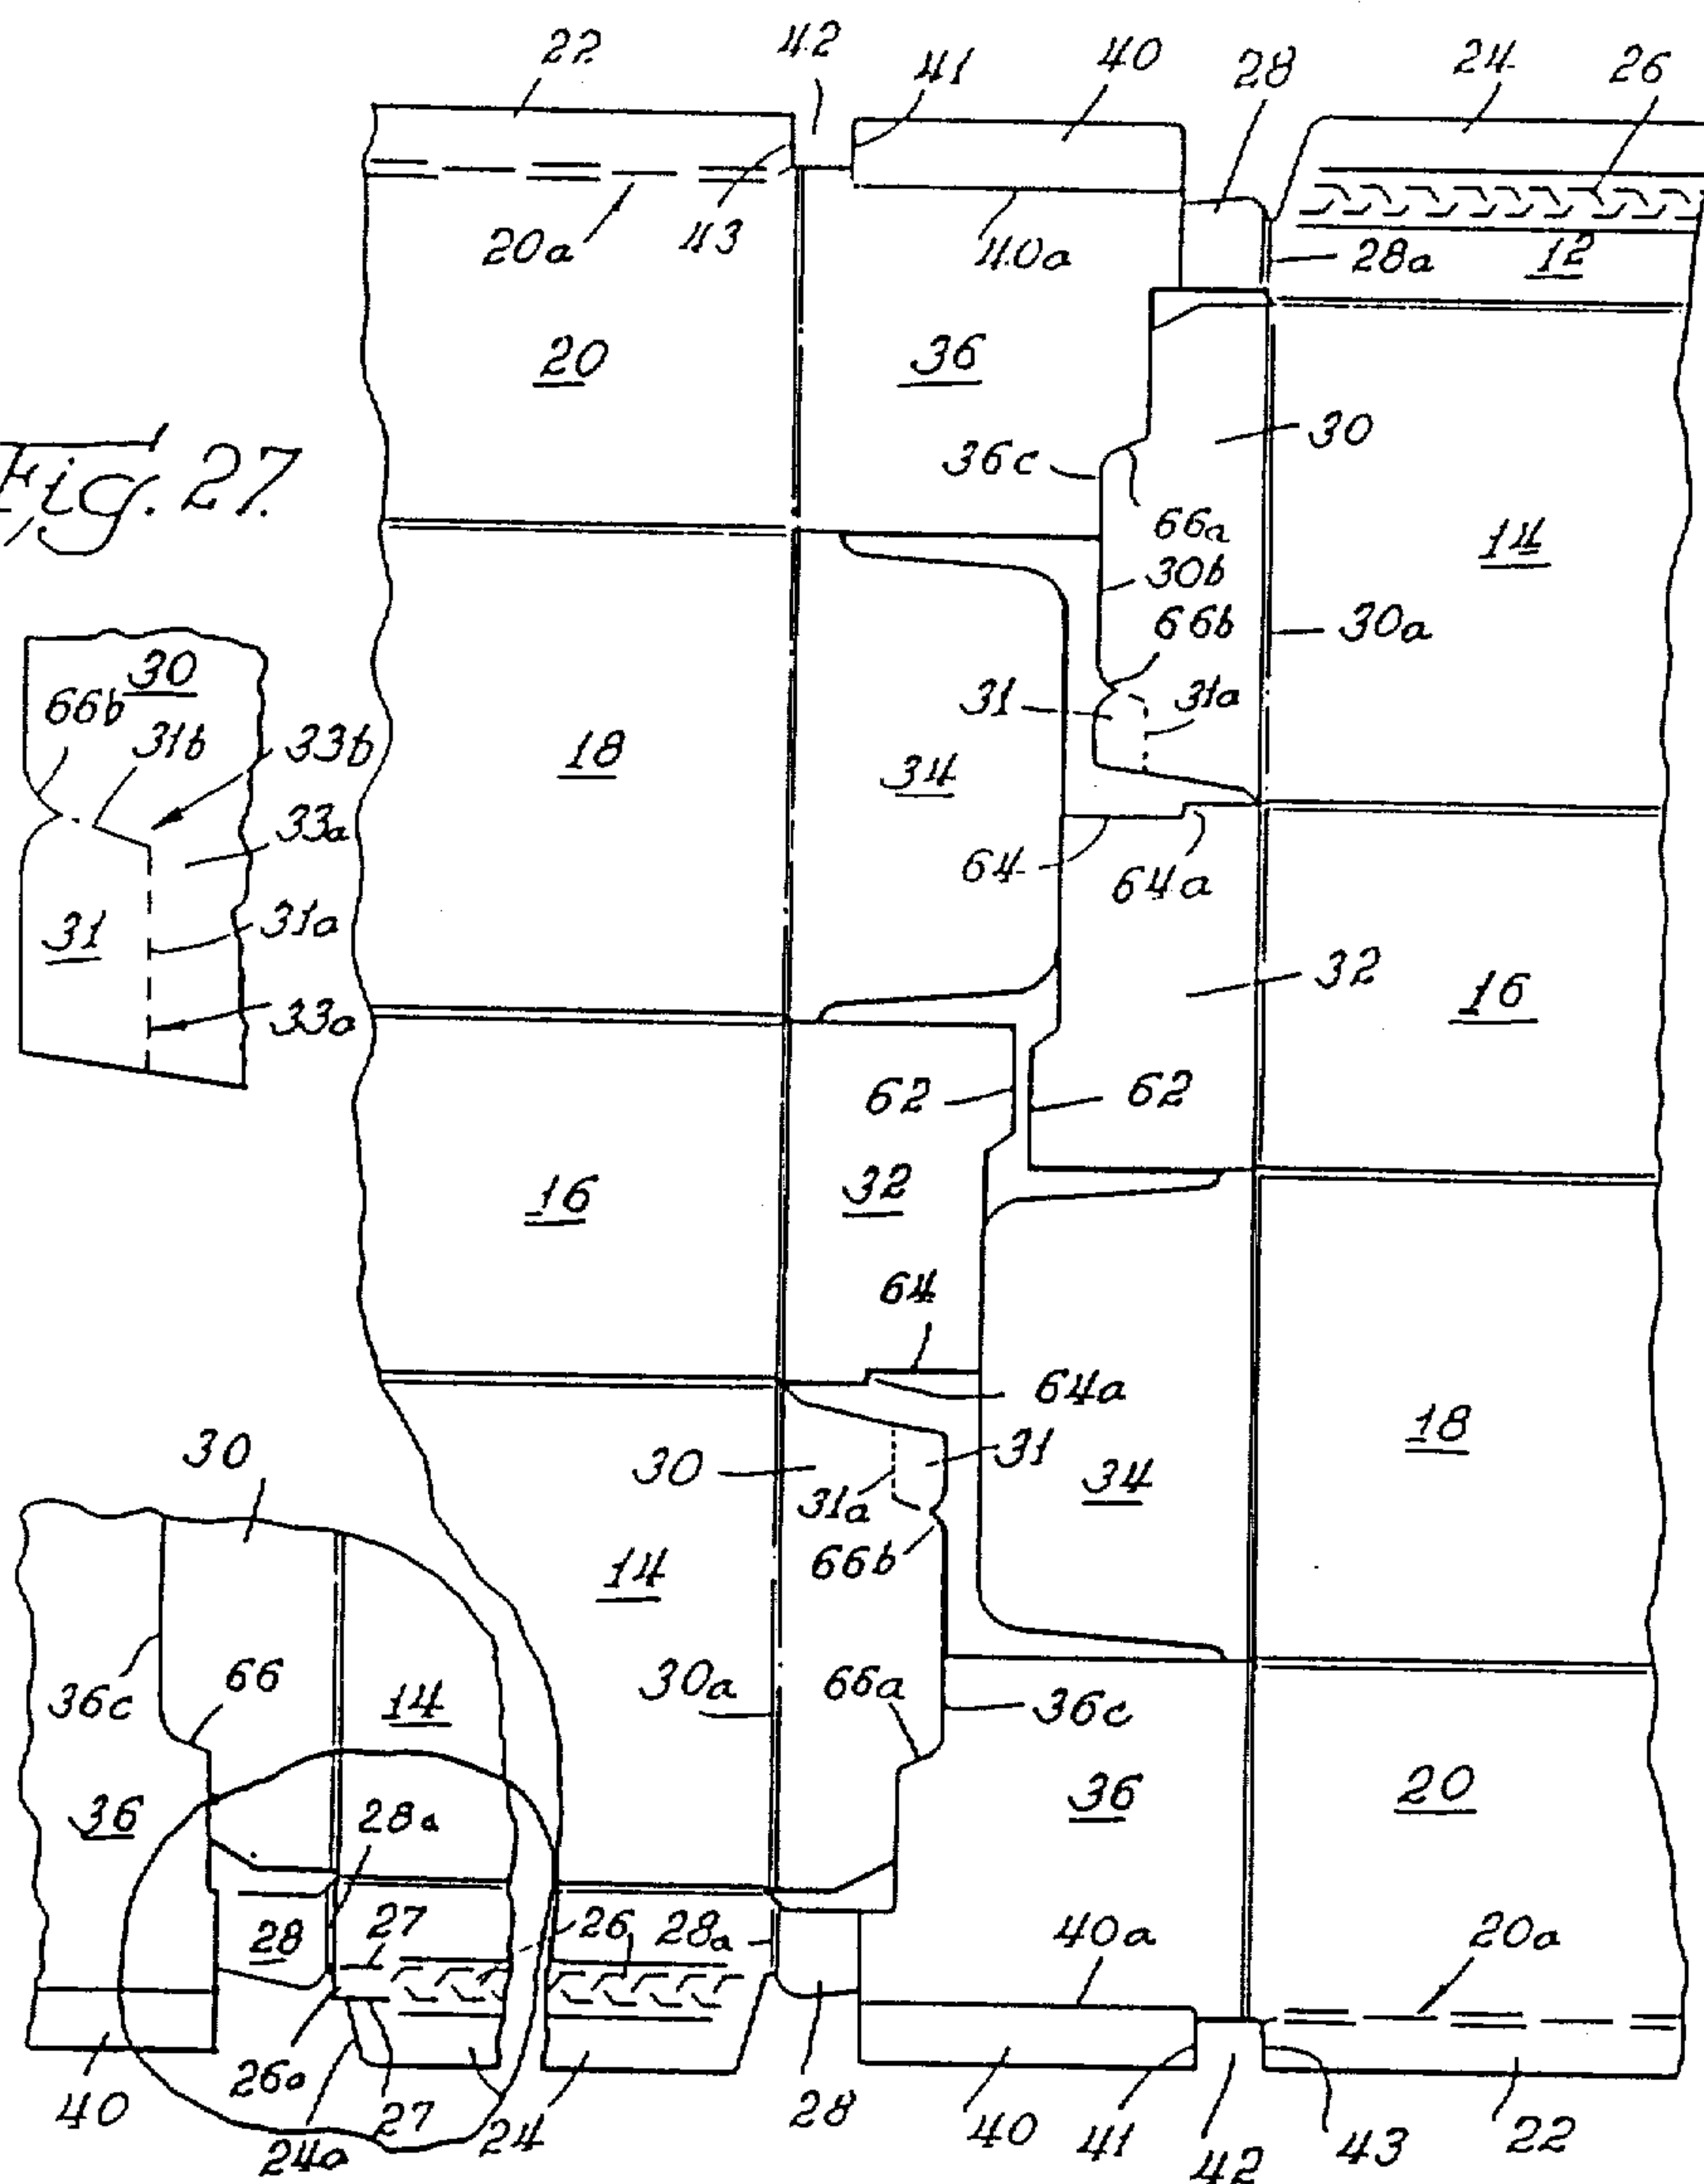 22 42 41 40 28 24 26
20a 43 40a 28a 12
20 36 30
36c 14
Fig. 27.
66a
30b
66b 30a
30
66b 31b 33b
31 31a
18 34
33a
64 64a
31 31a
32 16
33a
62 62
16 32
64
64a
18
30
30 31
31a 34
66b
14
36c 66 14
30a 66a 36c
36 28a 36 20
28 27 26 28a 40a 20a
26a
40 27 24 28 40 41 43 22
24a 42